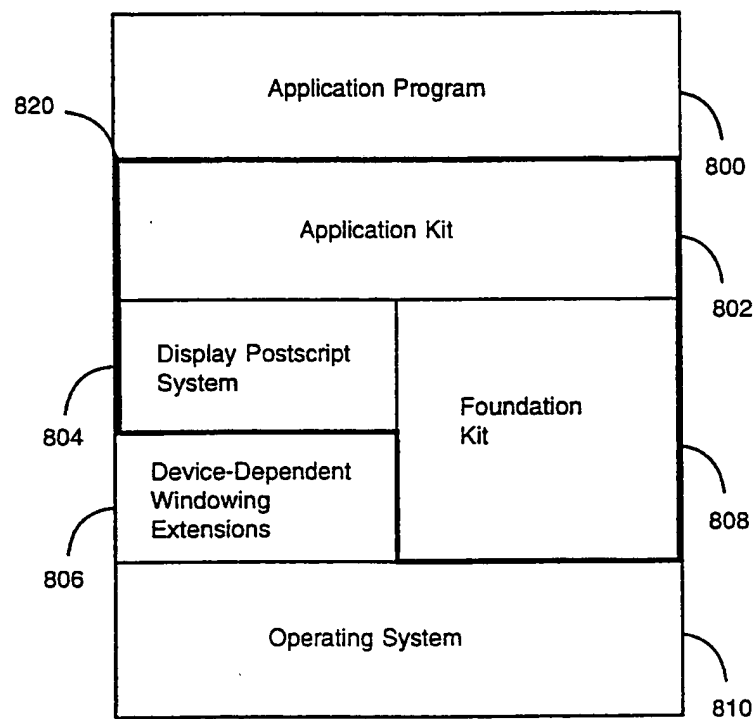 Application Program
820
800
Application Kit
802
Display Postscript
System
804
Foundation
Kit
Device-Dependent
Windowing
Extensions
808
806
Operating System
810